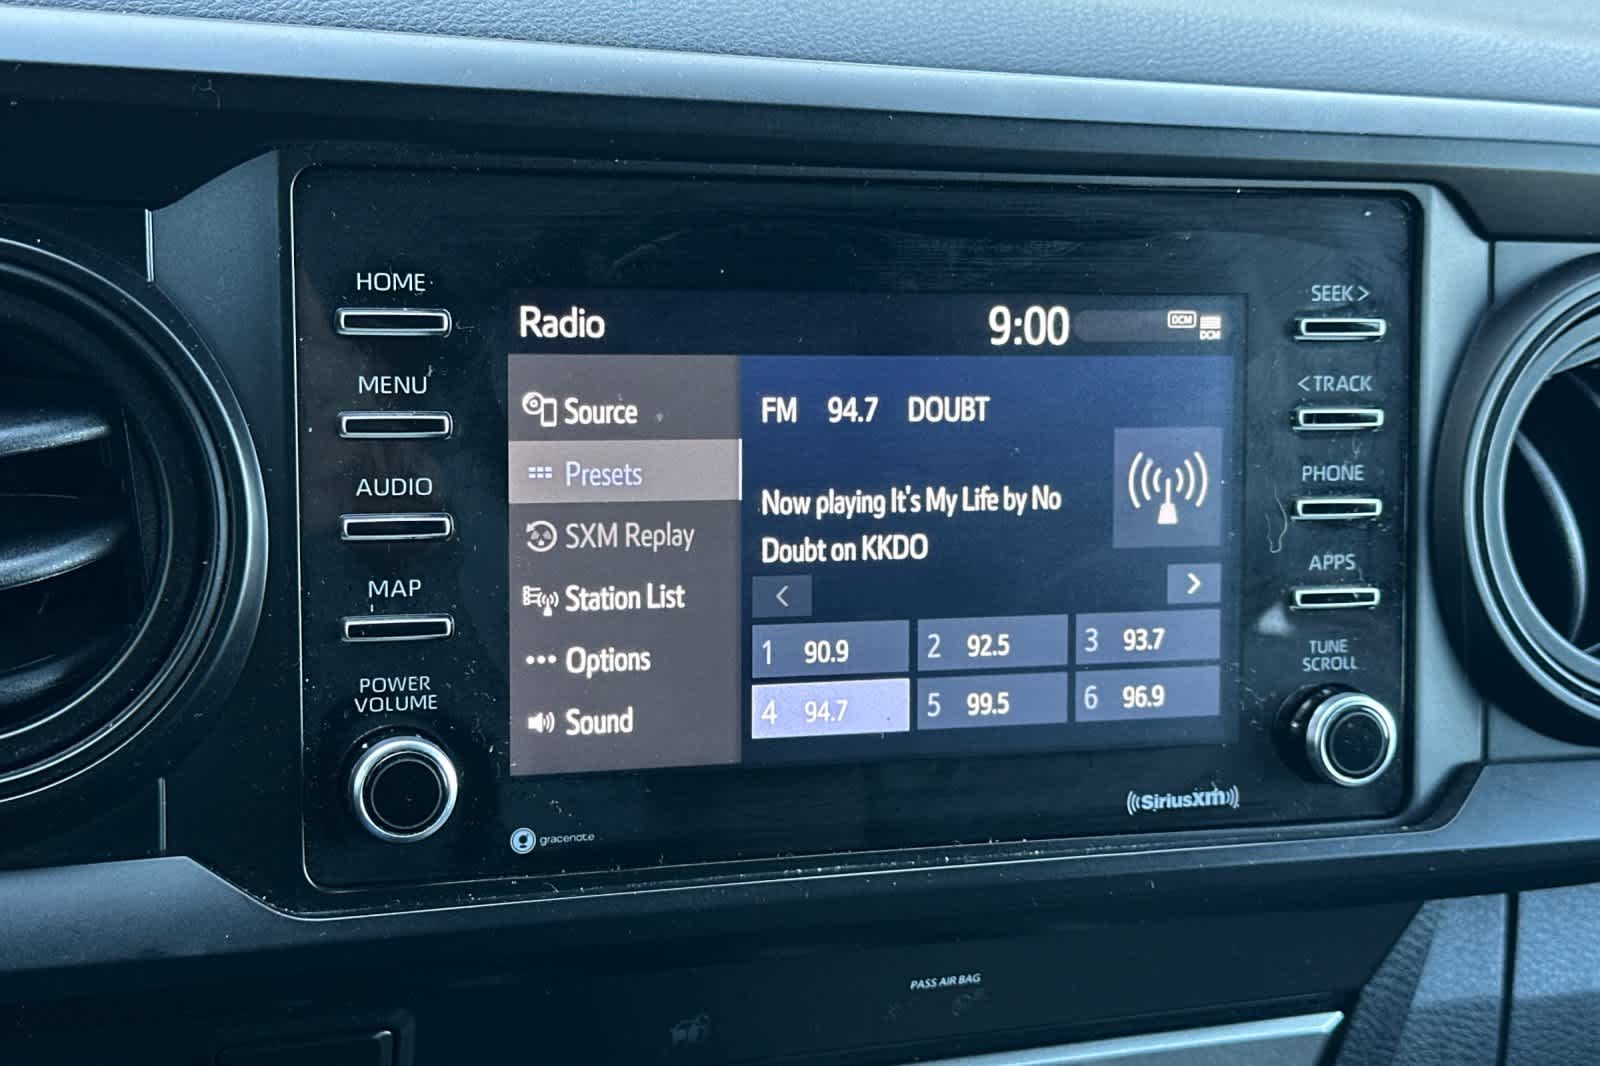 HOME
MENU
AUDIO
MAP
POWER
VOLUME
Radio
9:00
DCM
DCM
Source
Presets
SXM Replay
Station List
Options
Sound
FM 94.7 DOUBT
Now playing It's My Life by No
Doubt on KKDO
<
>
1 90.9
2 92.5
3 93.7
4 94.7
5 99.5
6 96.9
SEEK >
< TRACK
PHONE
APPS
TUNE
SCROLL
gracenote
SiriusXM
PASS AIR BAG